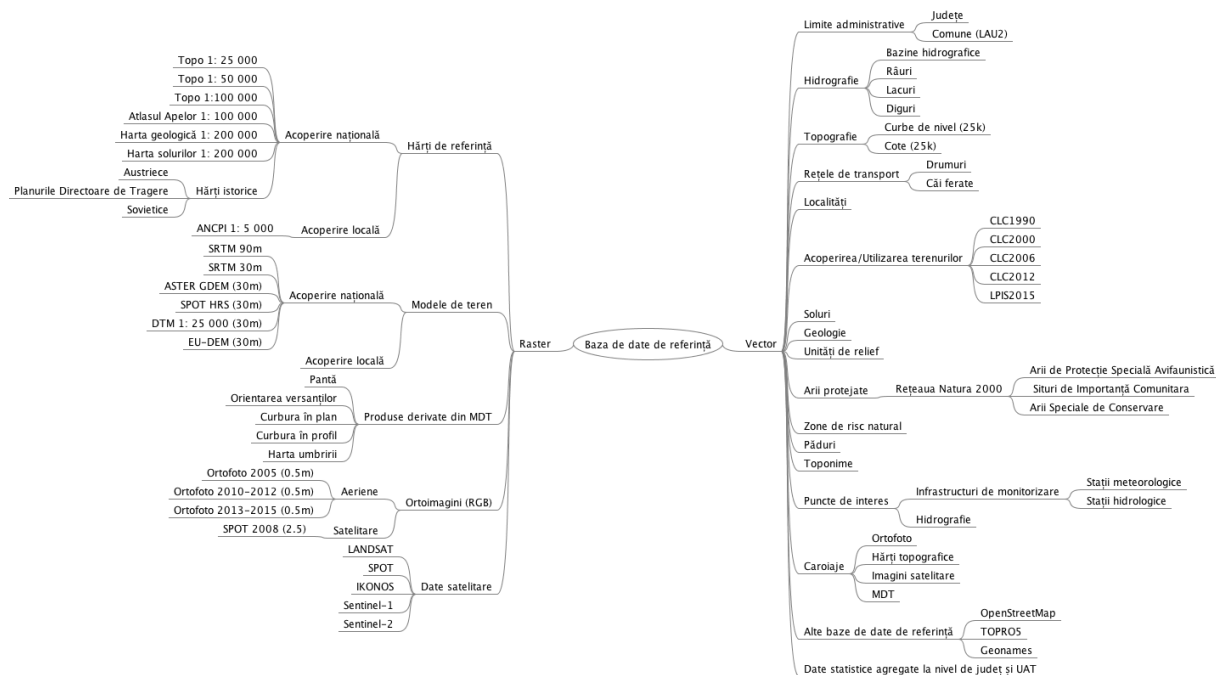 Baza de date de referință
Raster
Hărți de referință
Acoperire națională
Topo 1: 25 000
Topo 1: 50 000
Topo 1:100 000
Atlasul Apelor 1: 100 000
Harta geologică 1: 200 000
Harta solurilor 1: 200 000
Hărți istorice
Austriece
Planurile Directoare de Tragere
Sovietice
Acoperire locală
ANCPI 1: 5 000
Modele de teren
Acoperire națională
SRTM 90m
SRTM 30m
ASTER GDEM (30m)
SPOT HRS (30m)
DTM 1: 25 000 (30m)
EU-DEM (30m)
Acoperire locală
Produse derivate din MDT
Pantă
Orientarea versanților
Curbura în plan
Curbura în profil
Harta umbririi
Ortoimagini (RGB)
Aeriene
Ortofoto 2005 (0.5m)
Ortofoto 2010-2012 (0.5m)
Ortofoto 2013-2015 (0.5m)
Satelitare
SPOT 2008 (2.5)
Date satelitare
LANDSAT
SPOT
IKONOS
Sentinel-1
Sentinel-2
Vector
Limite administrative
Județe
Comune (LAU2)
Hidrografie
Bazine hidrografice
Râuri
Lacuri
Diguri
Topografie
Curbe de nivel (25k)
Cote (25k)
Rețele de transport
Drumuri
Căi ferate
Localități
Acoperirea/Utilizarea terenurilor
CLC1990
CLC2000
CLC2006
CLC2012
LPIS2015
Soluri
Geologie
Unități de relief
Arii protejate
Rețeaua Natura 2000
Arii de Protecție Specială Avifaunistică
Situri de Importanță Comunitara
Arii Speciale de Conservare
Zone de risc natural
Păduri
Toponime
Puncte de interes
Infrastructuri de monitorizare
Stații meteorologice
Stații hidrologice
Hidrografie
Caroiaje
Ortofoto
Hărți topografice
Imagini satelitare
MDT
Alte baze de date de referință
OpenStreetMap
TOPRO5
Geonames
Date statistice agregate la nivel de județ și UAT